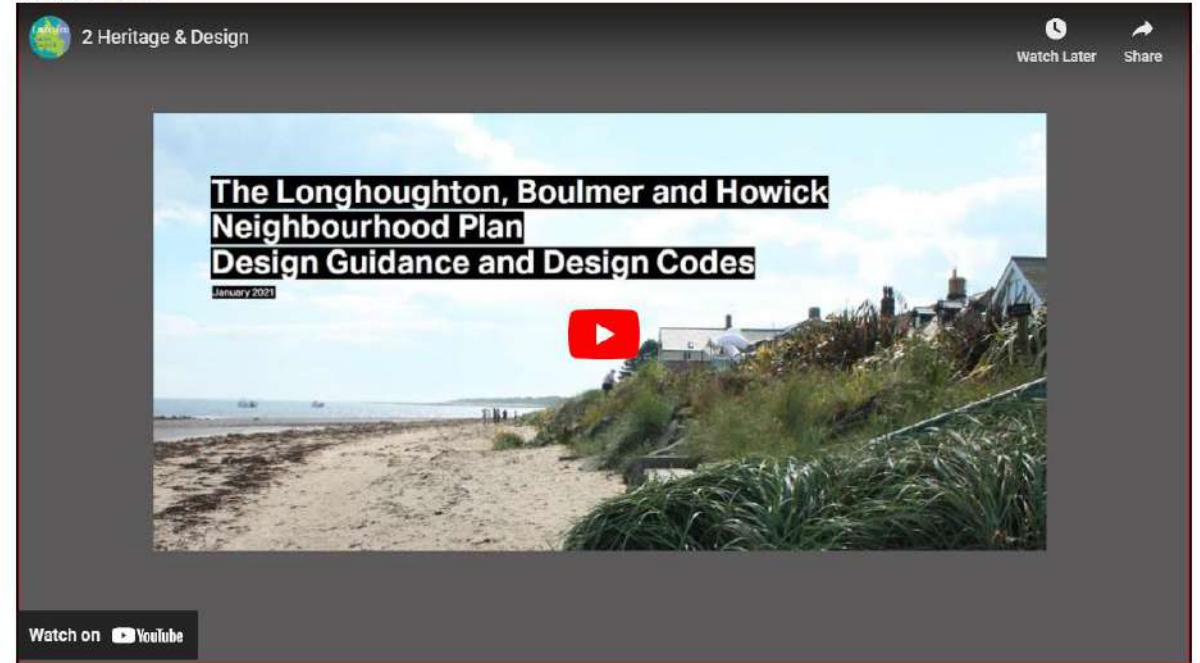 2 Heritage & Design
Watch Later
Share
The Longhoughton, Boulmer and Howick
Neighbourhood Plan
Design Guidance and Design Codes
January 2021
Watch on YouTube